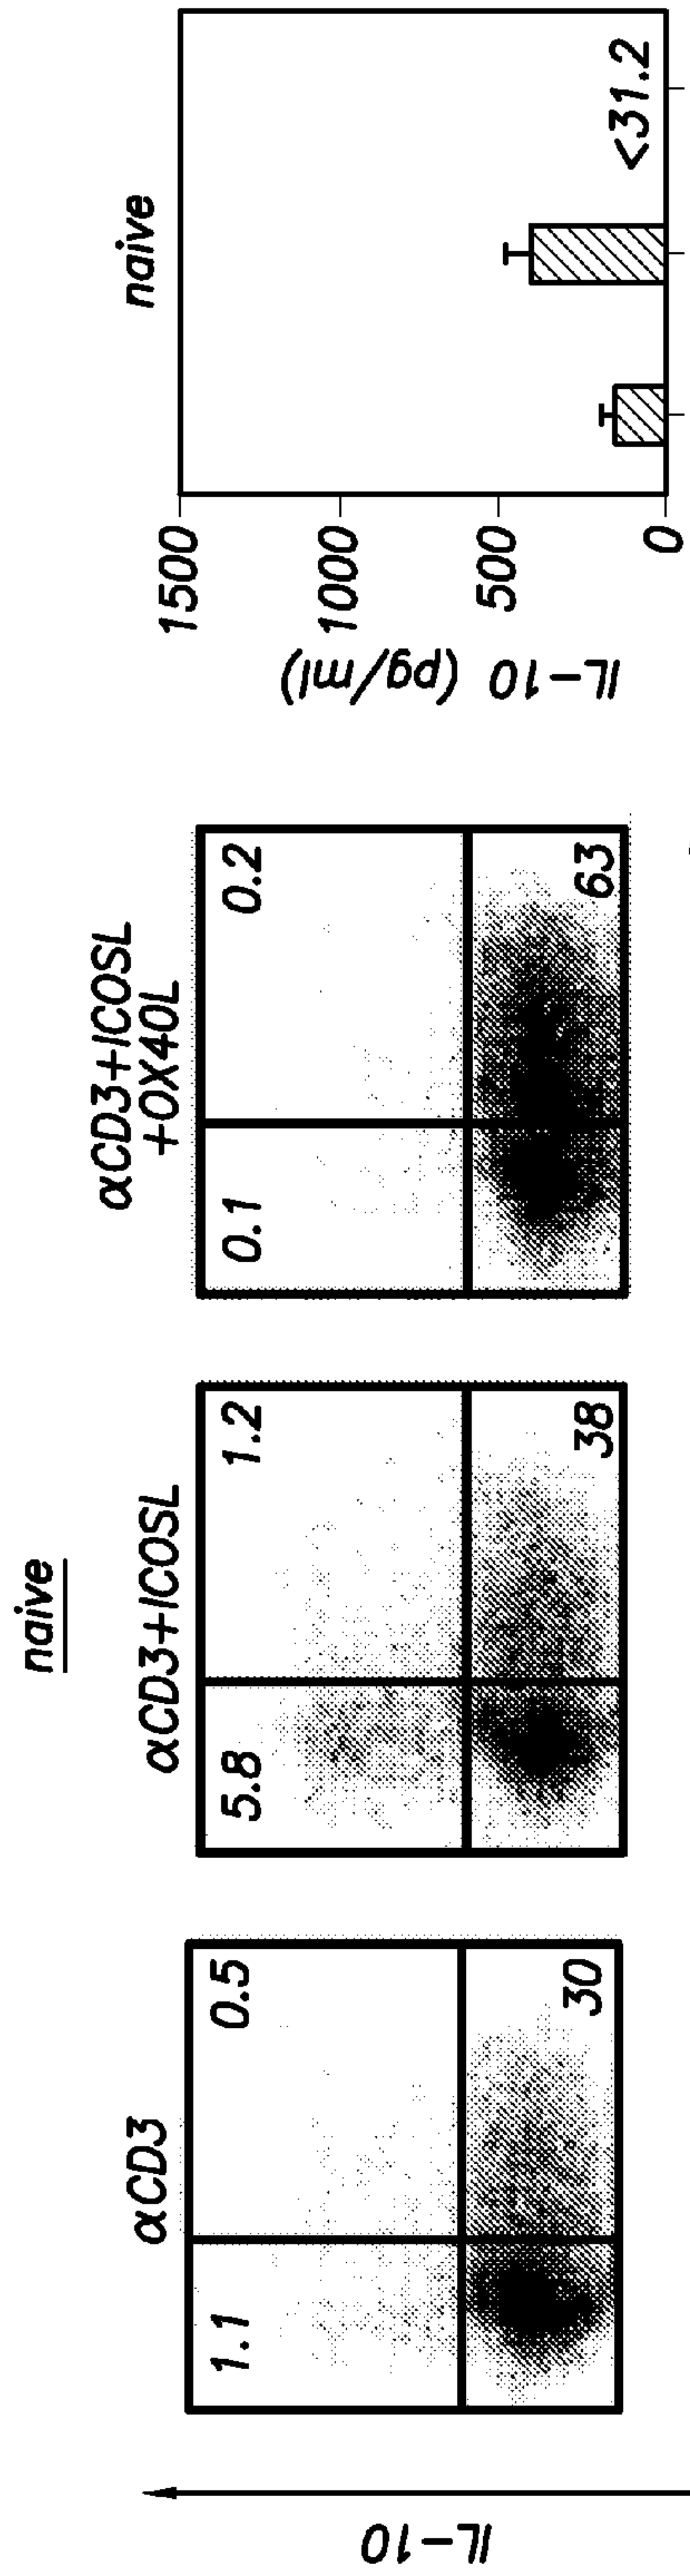 naive
αCD3
αCD3+ICOSL
αCD3+ICOSL
+OX40L
IL-10
1.1
0.5
30
5.8
1.2
38
0.1
0.2
63
naive
IL-10 (pg/ml)
1500
1000
500
0
<31.2